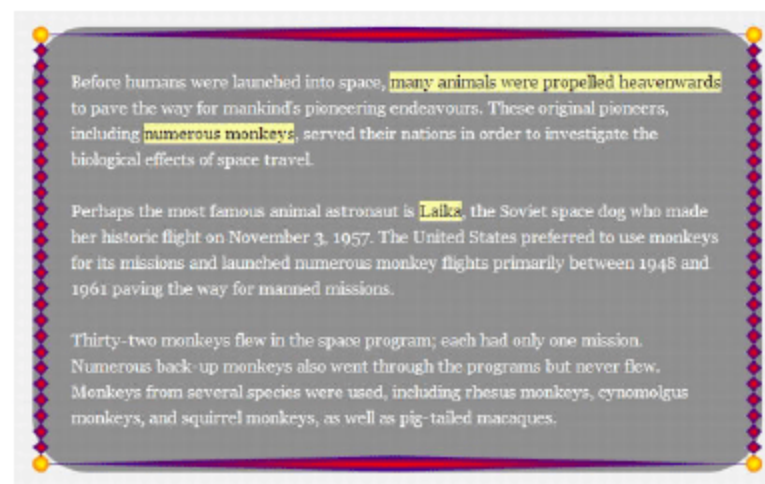 Before humans were launched into space, many animals were propelled heavenwards
to pave the way for mankind's pioneering endeavours. These original pioneers,
including numerous monkeys, served their nations in order to investigate the
biological effects of space travel.
Perhaps the most famous animal astronaut is Laika, the Soviet space dog who made
her historic flight on November 3, 1957. The United States preferred to use monkeys
for its missions and launched numerous monkey flights primarily between 1948 and
1961 paving the way for manned missions.
Thirty-two monkeys flew in the space program; each had only one mission.
Numerous back-up monkeys also went through the programs but never flew.
Monkeys from several species were used, including rhesus monkeys, cynomolgus
monkeys, and squirrel monkeys, as well as pig-tailed macaques.